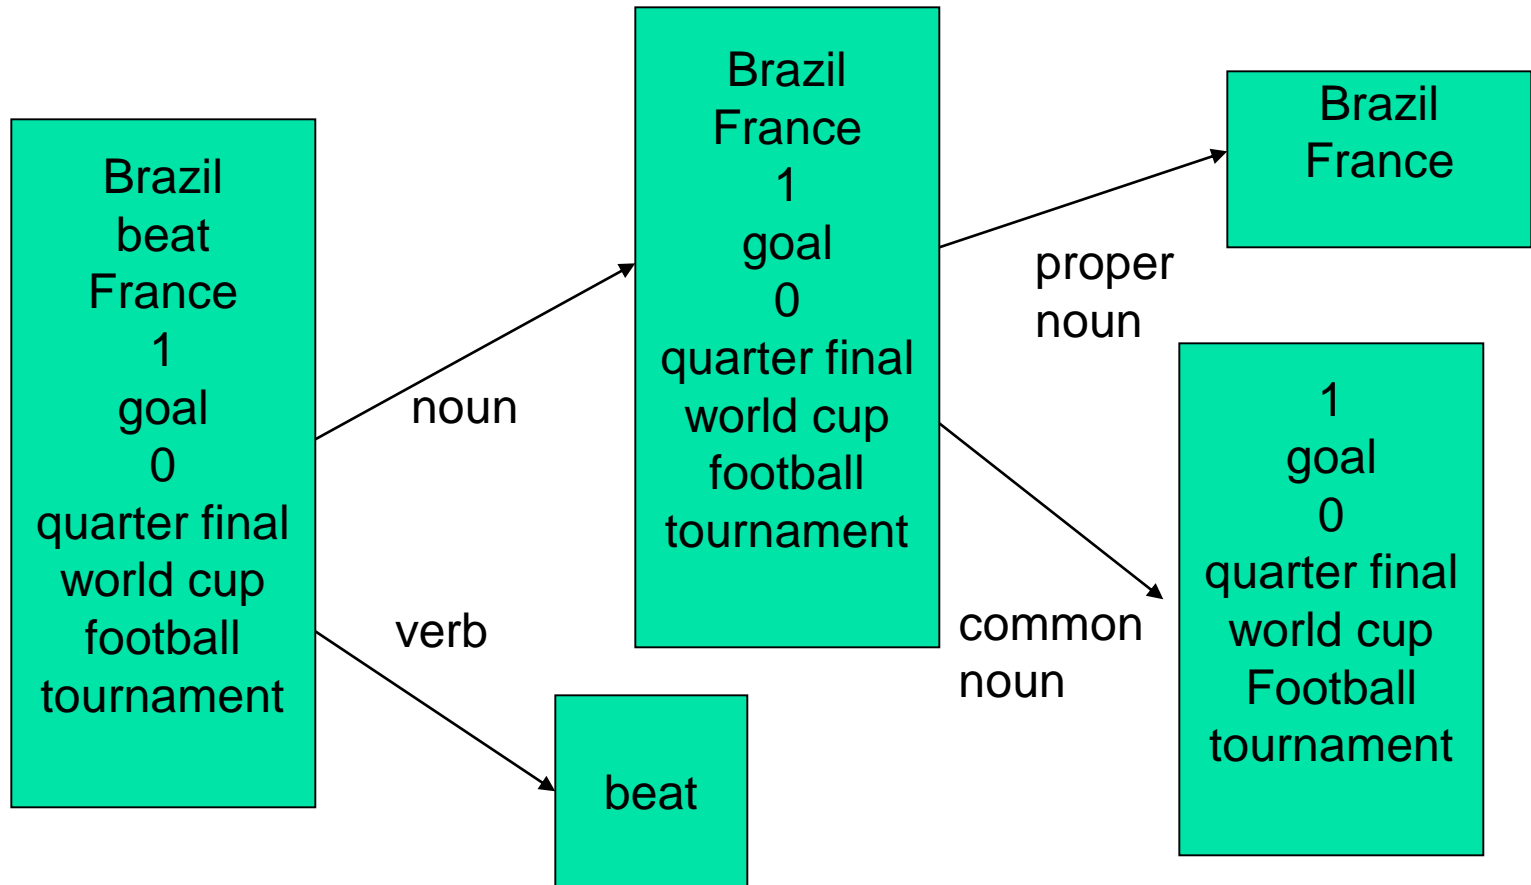 Brazil
beat
France
1
goal
0
quarter final
world cup
football
tournament
noun
verb
Brazil
France
1
goal
0
quarter final
world cup
football
tournament
beat
proper
noun
common
noun
Brazil
France
1
goal
0
quarter final
world cup
Football
tournament